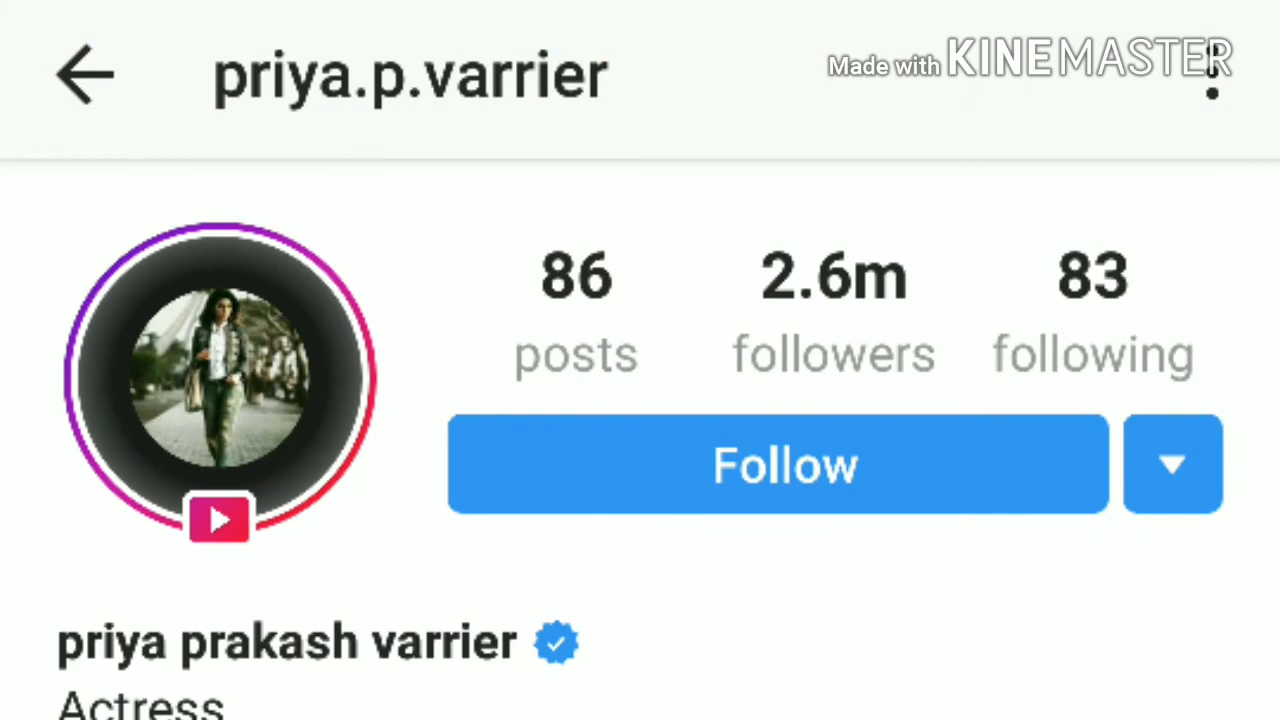 priya.p.varrier
Made with KINEMASTER
86 2.6m 83
posts followers following
Follow
priya prakash varrier
Actress.